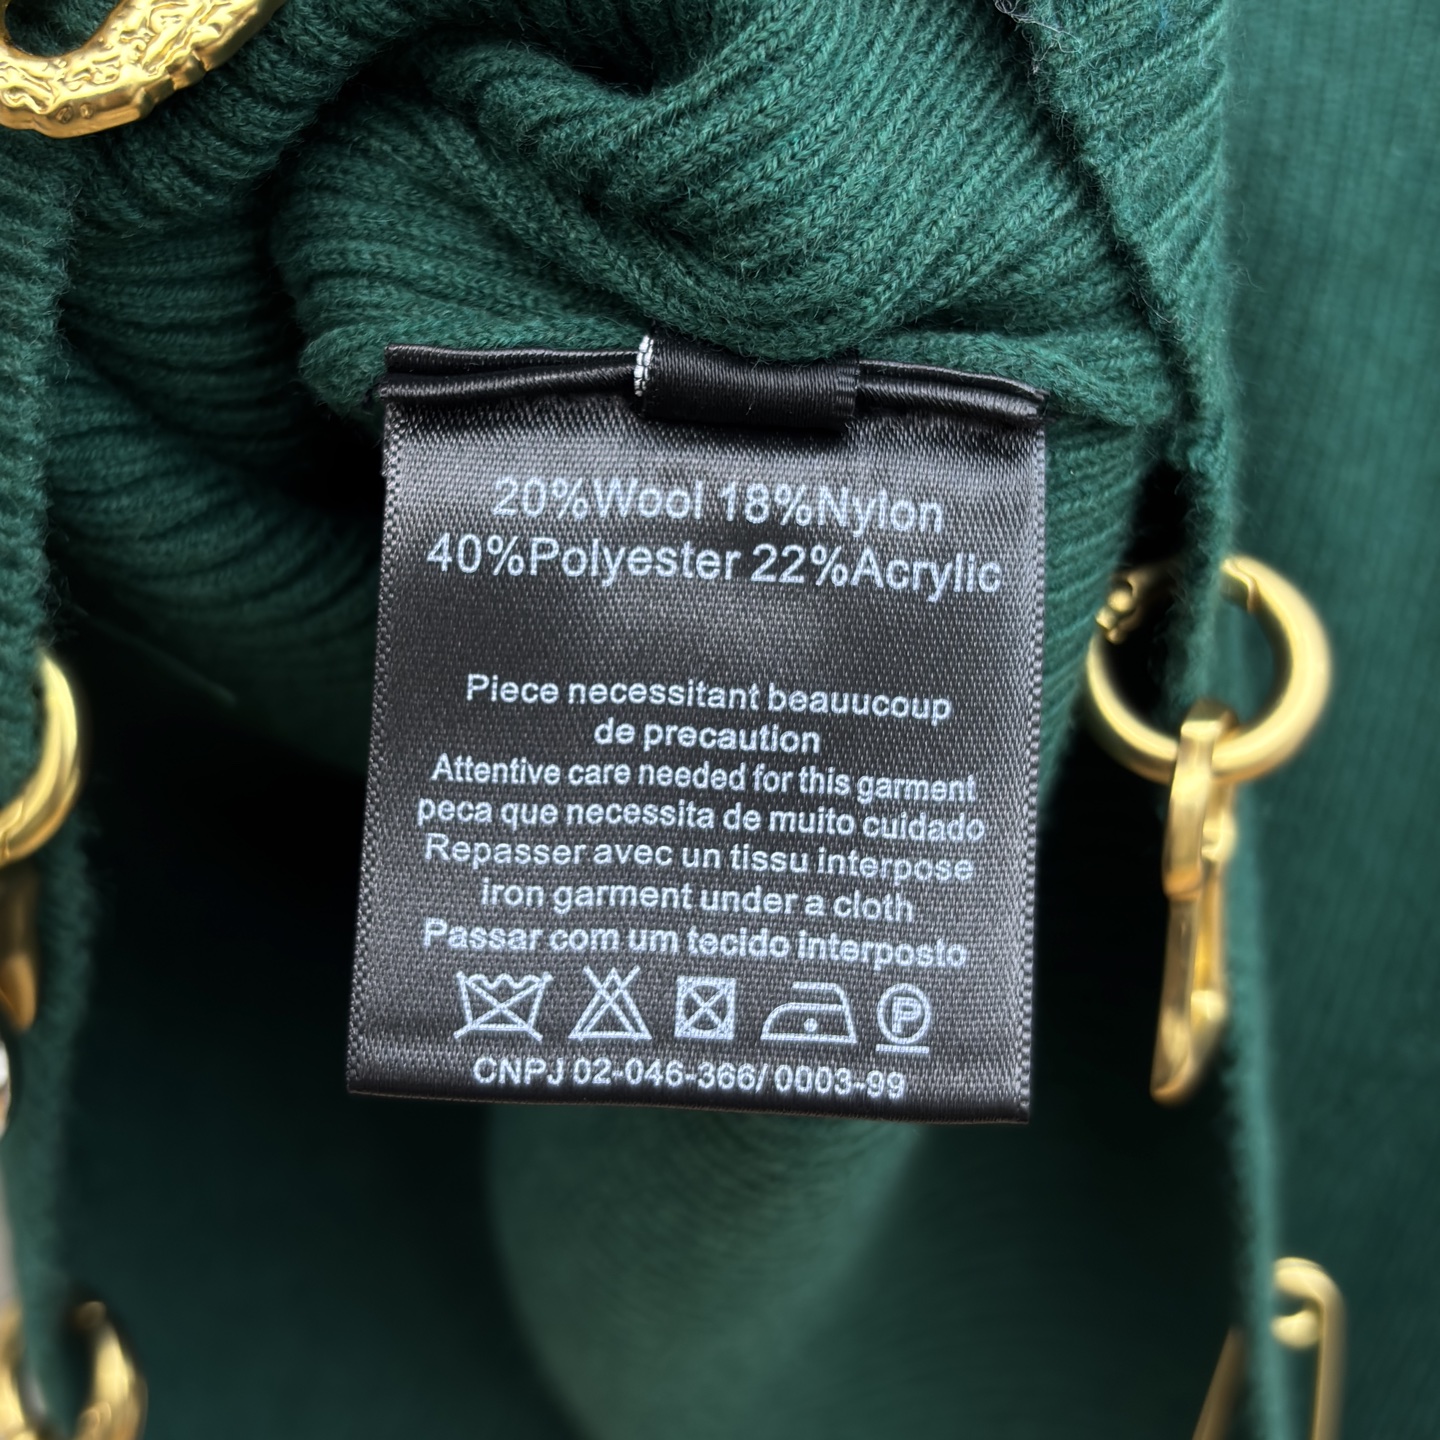 20%Wool 18%Nylon
40%Polyester 22%Acrylic
Piece necessitant beauucoup
de precaution
Attentive care needed for this garment
peca que necessita de muito cuidado
Repasser avec un tissu interpose
iron garment under a cloth
Passar com um tecido interposto
P
CNPJ 02-046-366/0003-99